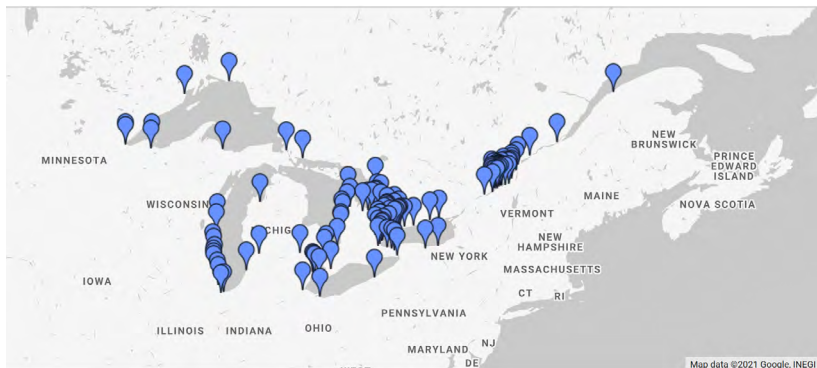 NEW
BRUNSWICK
MINNESOTA
PRINCE
EDWARD
ISLAND
MAINE
WISCONSIN
NOVA SCOTIA
VERMONT
CHIG
NEW
HAMPSHIRE
NEW YORK
MASSACHUSETTS
IOWA
CT
RI
PENNSYLVANIA
ILLINOIS
INDIANA
OHIO
NJ
MARYLAND
DE
Map data ©2021 Google, INEGI